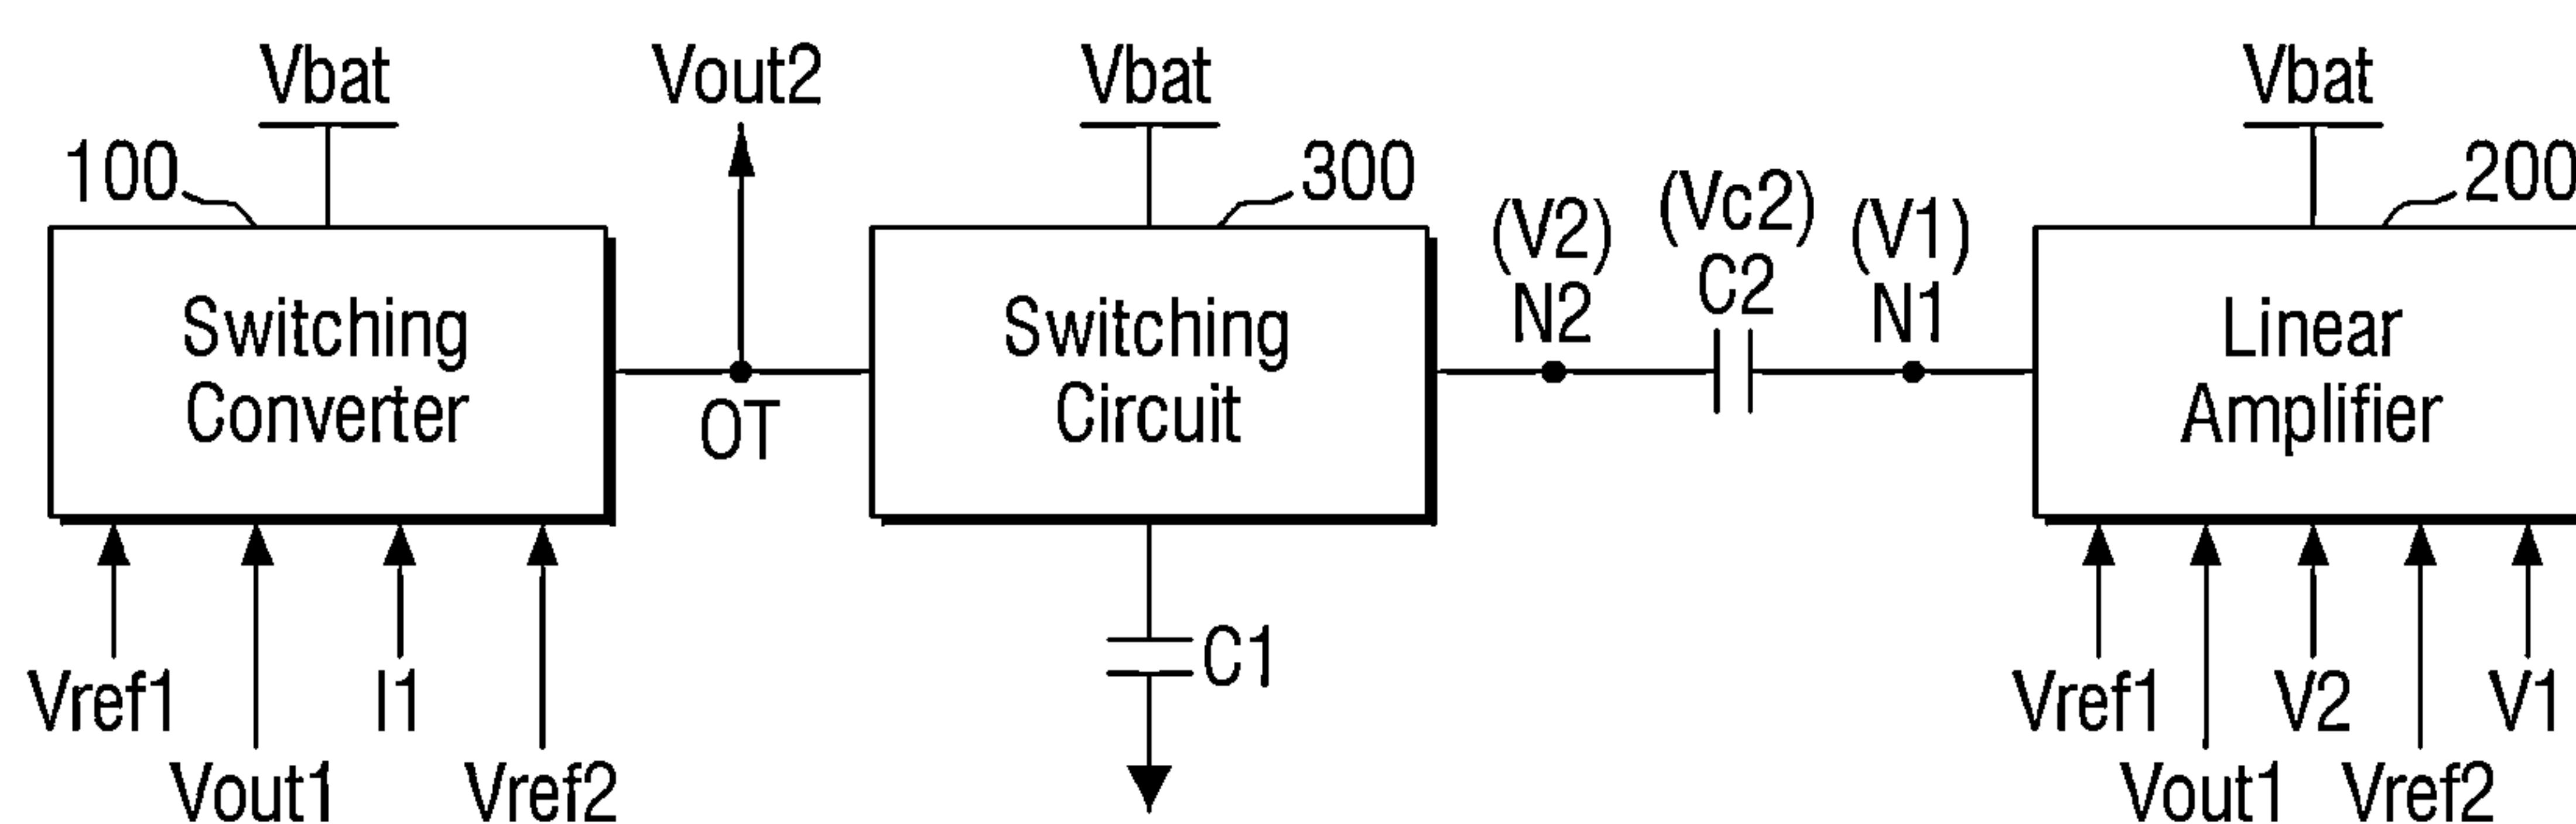 Vbat Vout2 Vbat Vbat
100 300 200
(V2) (Vc2) (V1)
N2 C2 N1
Switching Converter
OT
Switching Circuit
Linear Amplifier
C1
Vref1 I1 Vref1 V2 V1
Vout1 Vref2 Vout1 Vref2